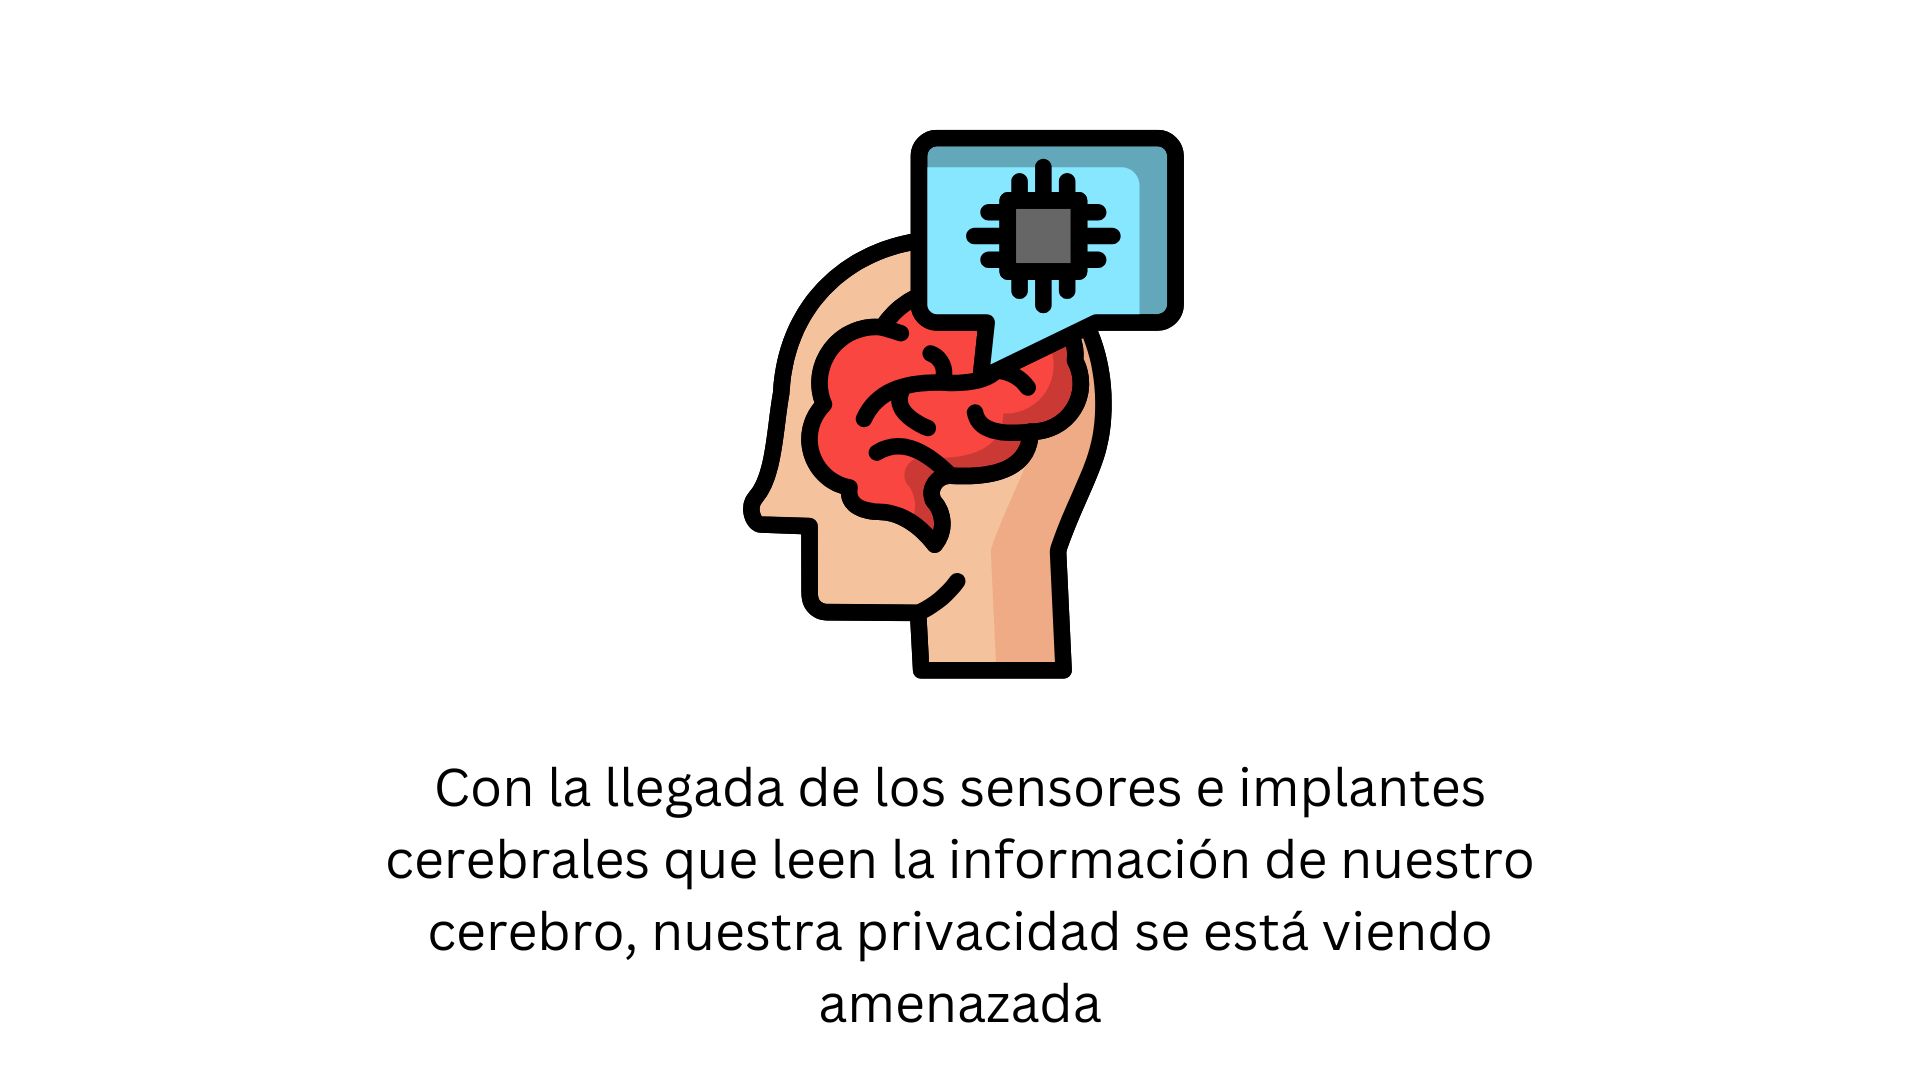 Con la llegada de los sensores e implantes
cerebrales que leen la información de nuestro
cerebro, nuestra privacidad se está viendo
amenazada